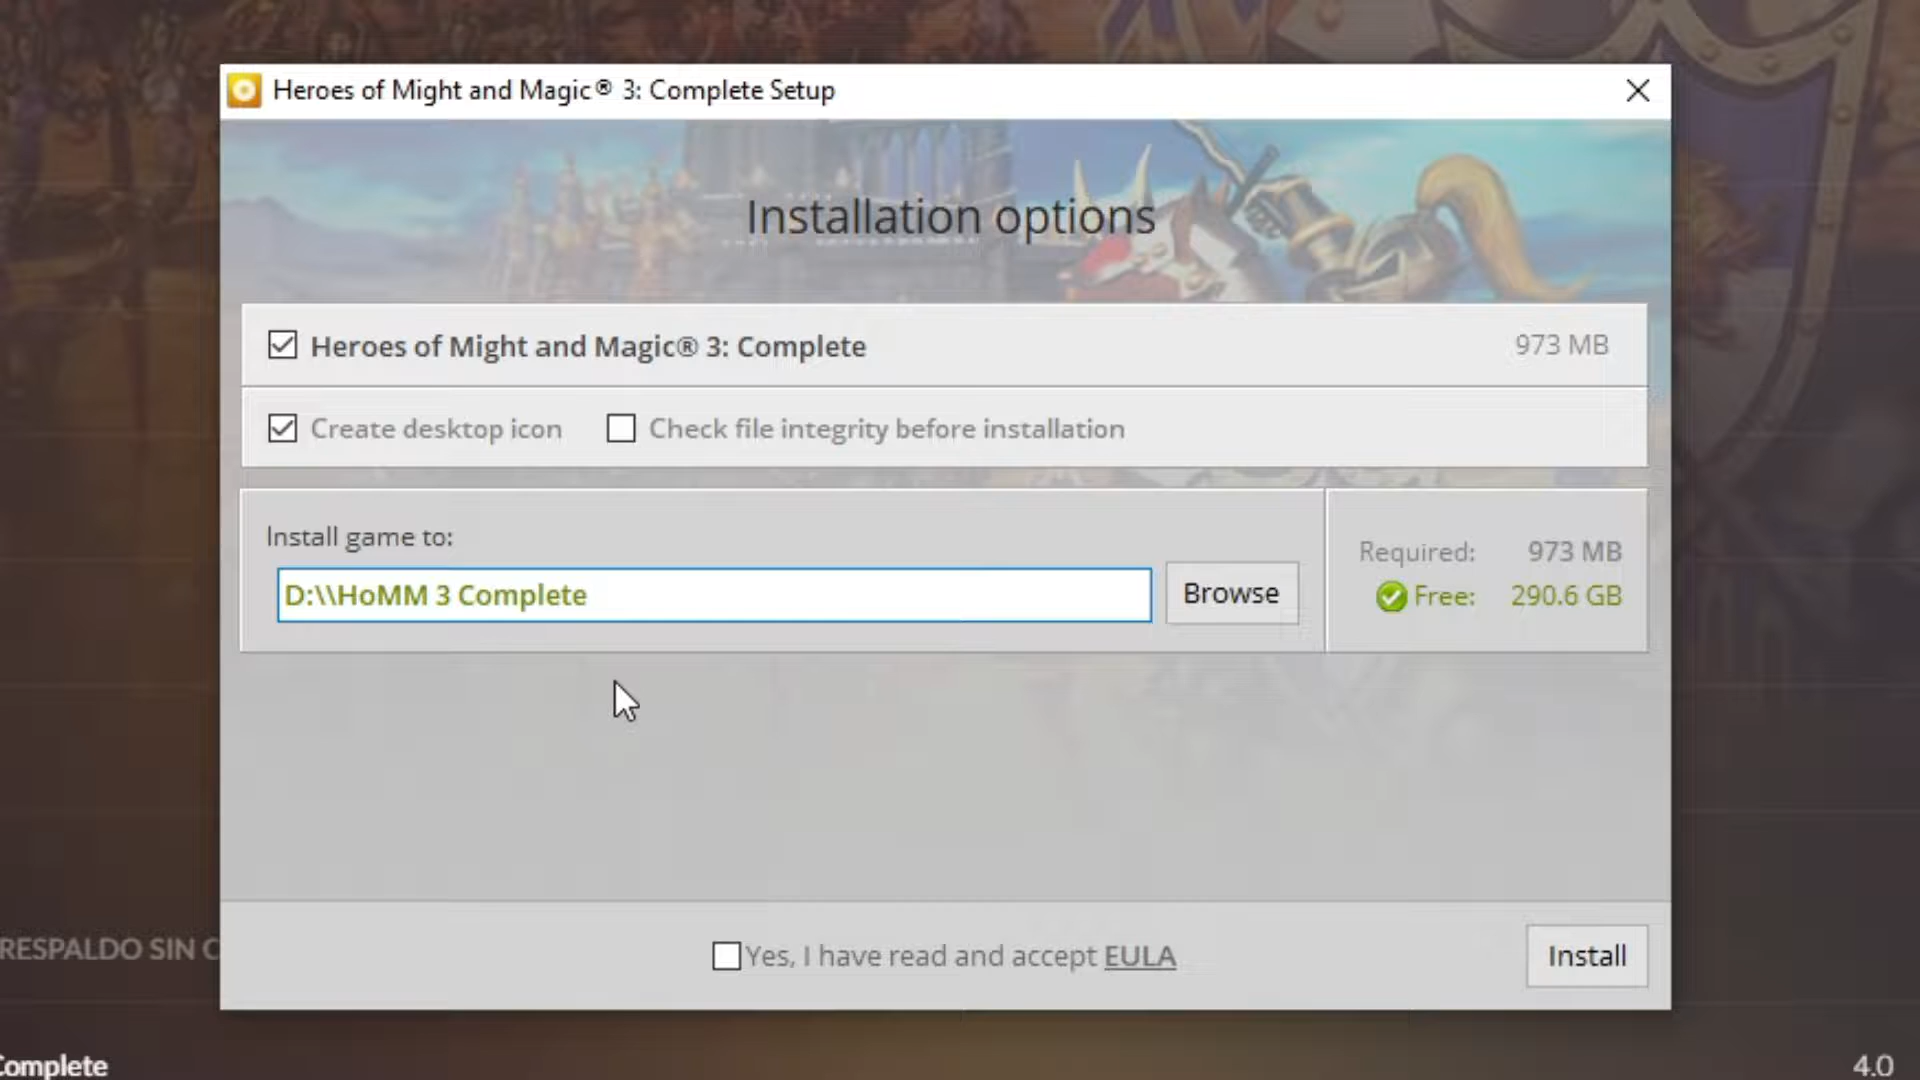 Heroes of Might and Magic® 3: Complete Setup
Installation options
Heroes of Might and Magic® 3: Complete 973 MB
Create desktop icon Check file integrity before installation
Install game to:
D:\\HoMM 3 Complete Browse
Required: 973 MB
Free: 290.6 GB
RESPALDO SIN C
Yes, I have read and accept EULA Install
Complete 4.0